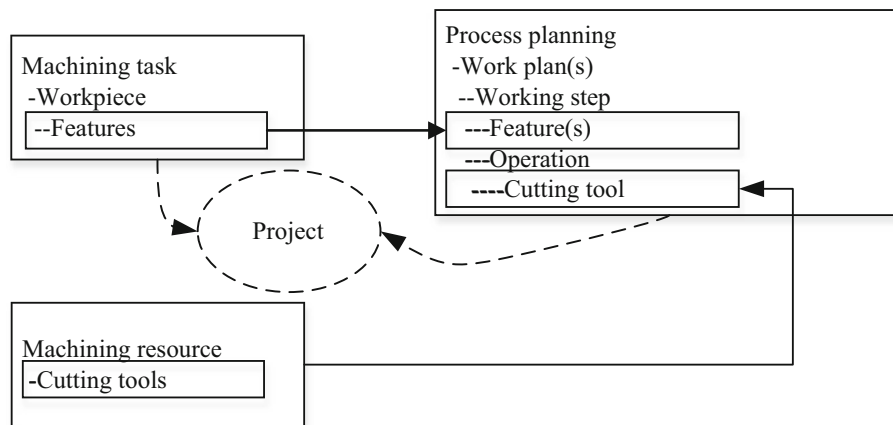 Machining task
-Workpiece
--Features
Process planning
-Work plan(s)
--Working step
---Feature(s)
---Operation
----Cutting tool
Project
Machining resource
-Cutting tools